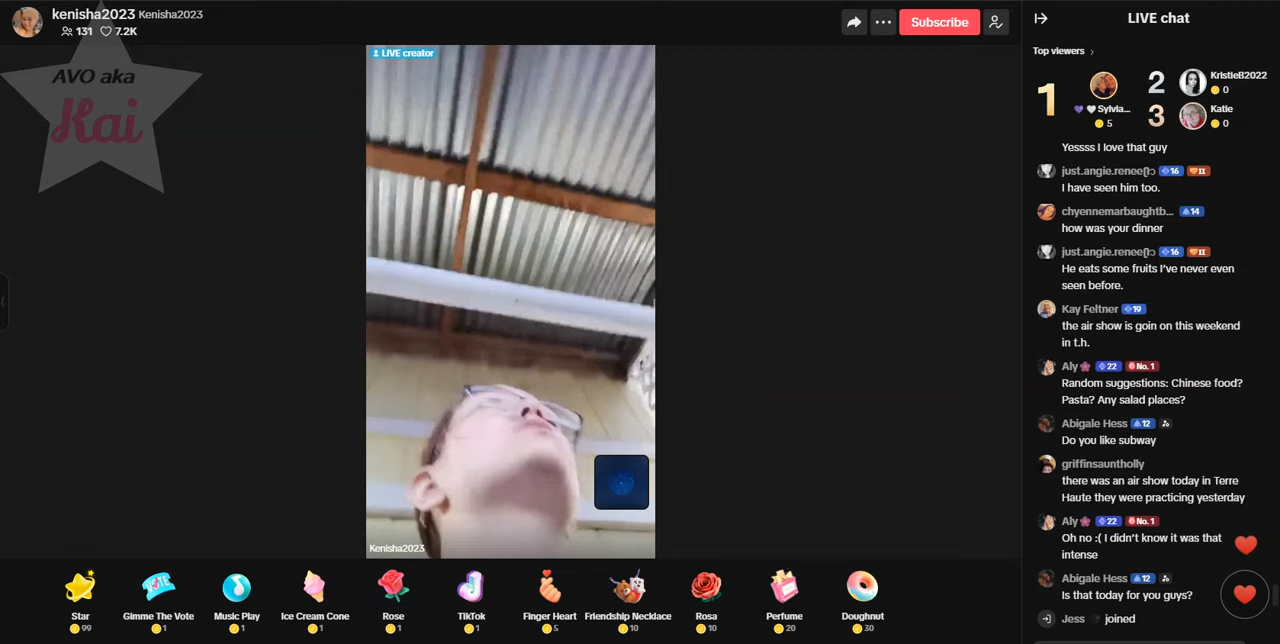 kenisha2023 Kenisha2023
131 7.2K
Subscribe
AVO aka
Kai
LIVE creator
Kenisha2023
Star
99
Gimme The Vote
1
Music Play
1
Ice Cream Cone
1
Rose
1
TikTok
1
Finger Heart
5
Friendship Necklace
10
Rosa
10
Perfume
20
Doughnut
30
LIVE chat
Top viewers
1
Sylvia...
5
2
KristieB2022
0
3
Katie
0
Yessss I love that guy
just.angie.renee 16 II
I have seen him too.
chyennemarbaughtb... 14
how was your dinner
just.angie.renee 16 II
He eats some fruits I've never even
seen before.
Kay Feltner 19
the air show is goin on this weekend
in t.h.
Aly 22 No. 1
Random suggestions: Chinese food?
Pasta? Any salad places?
Abigale Hess 12
Do you like subway
griffinsauntholly
there was an air show today in Terre
Haute they were practicing yesterday
Aly 22 No. 1
Oh no :( I didn't know it was that
intense
Abigale Hess 12
Is that today for you guys?
Jess joined